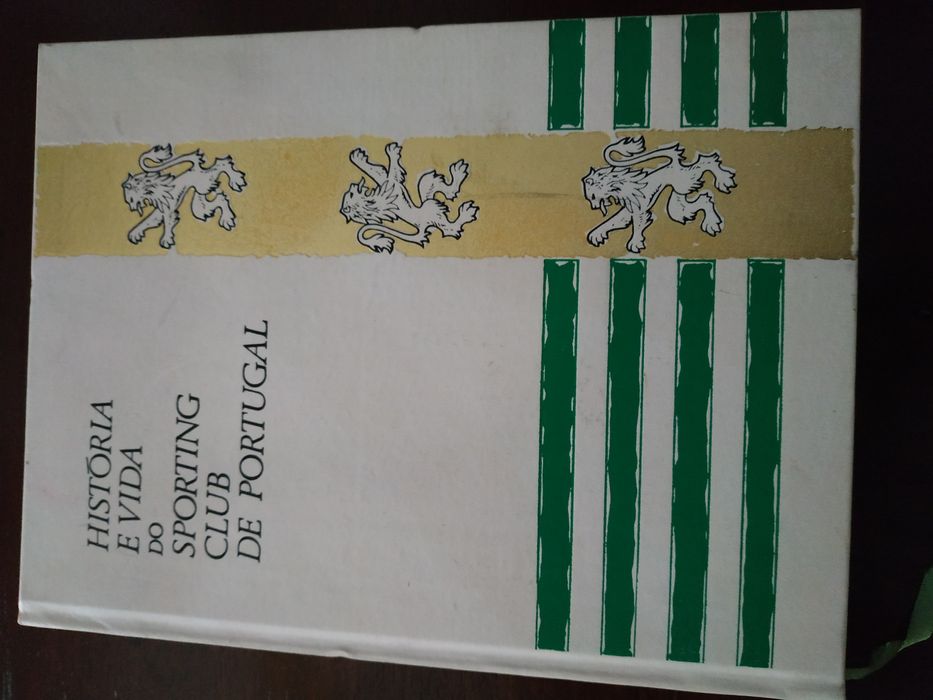 HISTÓRIA
E VIDA
DO
SPORTING
CLUB
DE PORTUGAL